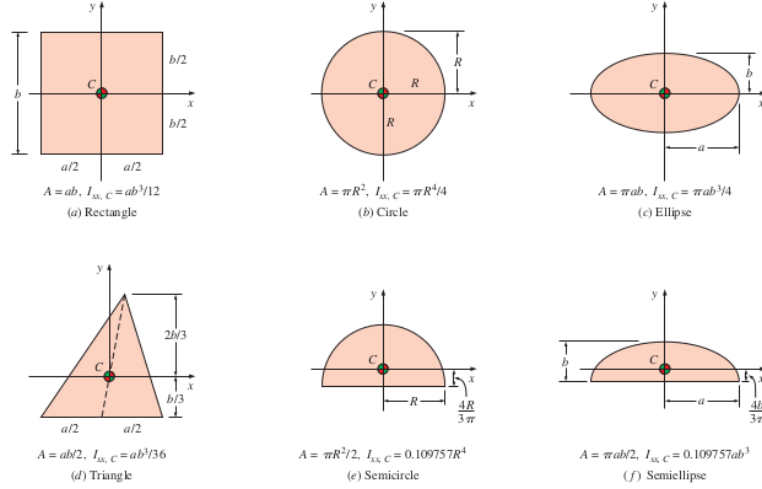 y
b/2
b
C
x
b/2
a/2
a/2
A = ab, I_xx, C = ab³/12
(a) Rectangle
y
R
C
R
x
R
A = πR², I_xx, C = πR⁴/4
(b) Circle
y
b
C
x
a
A = πab, I_xx, C = πab³/4
(c) Ellipse
y
2b/3
C
x
b/3
a/2
a/2
A = ab/2, I_xx, C = ab³/36
(d) Triangle
y
C
x
R
4R
3π
A = πR²/2, I_xx, C = 0.109757R⁴
(e) Semicircle
y
b
C
x
a
4b
3π
A = πab/2, I_xx, C = 0.109757ab³
(f) Semiellipse